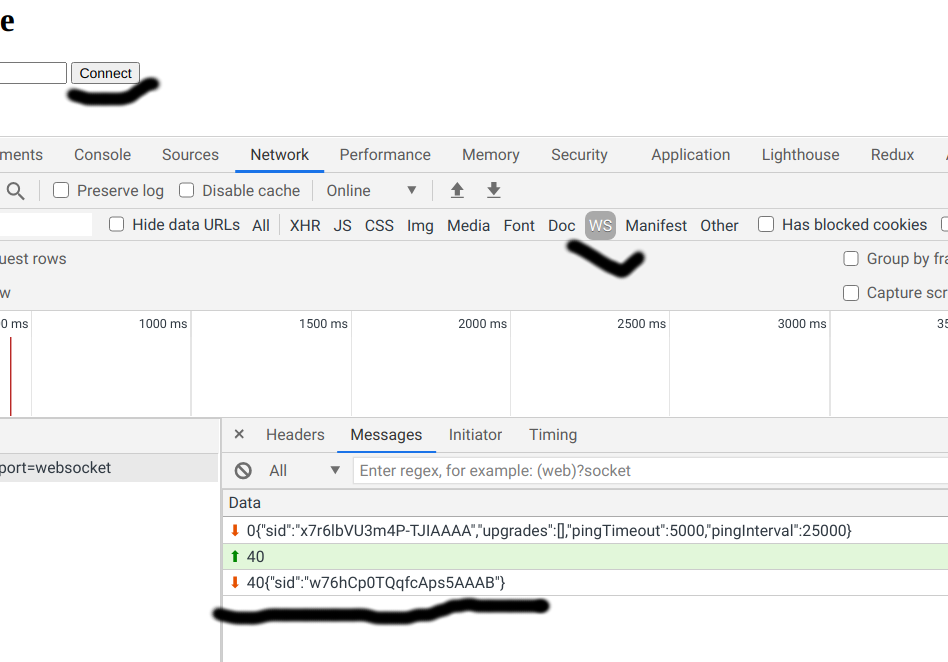 e
Connect
ments Console Sources Network Performance Memory Security Application Lighthouse Redux
Preserve log Disable cache Online
Hide data URLs All XHR JS CSS Img Media Font Doc WS Manifest Other Has blocked cookies
uest rows Group by fra
w Capture scr
0 ms 1000 ms 1500 ms 2000 ms 2500 ms 3000 ms 35
× Headers Messages Initiator Timing
port=websocket
All Enter regex, for example: (web)?socket
Data
0{"sid":"x7r6lbVU3m4P-TJIAAAA","upgrades":[],"pingTimeout":5000,"pingInterval":25000}
40
40{"sid":"w76hCp0TQqfcAps5AAAB"}